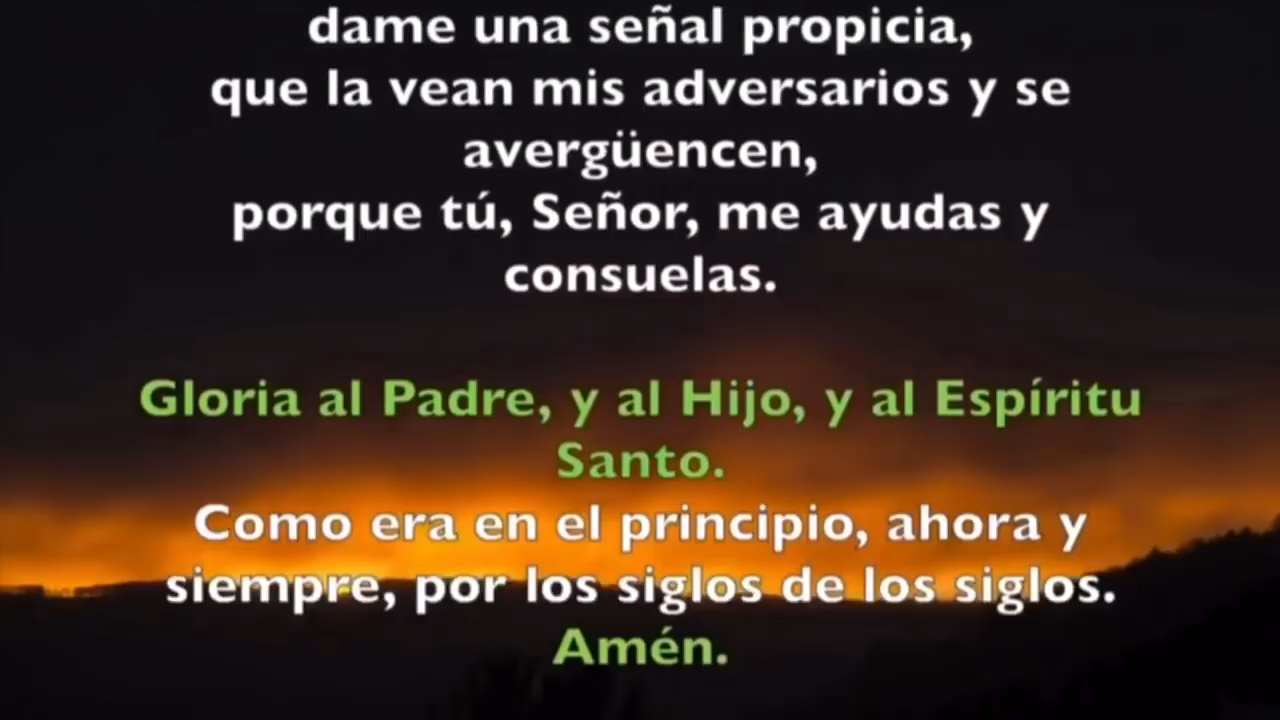 dame una señal propicia,
que la vean mis adversarios y se
avergüencen,
porque tú, Señor, me ayudas y
consuelas.
Gloria al Padre, y al Hijo, y al Espíritu
Santo.
Como era en el principio, ahora y
siempre, por los siglos de los siglos.
Amén.